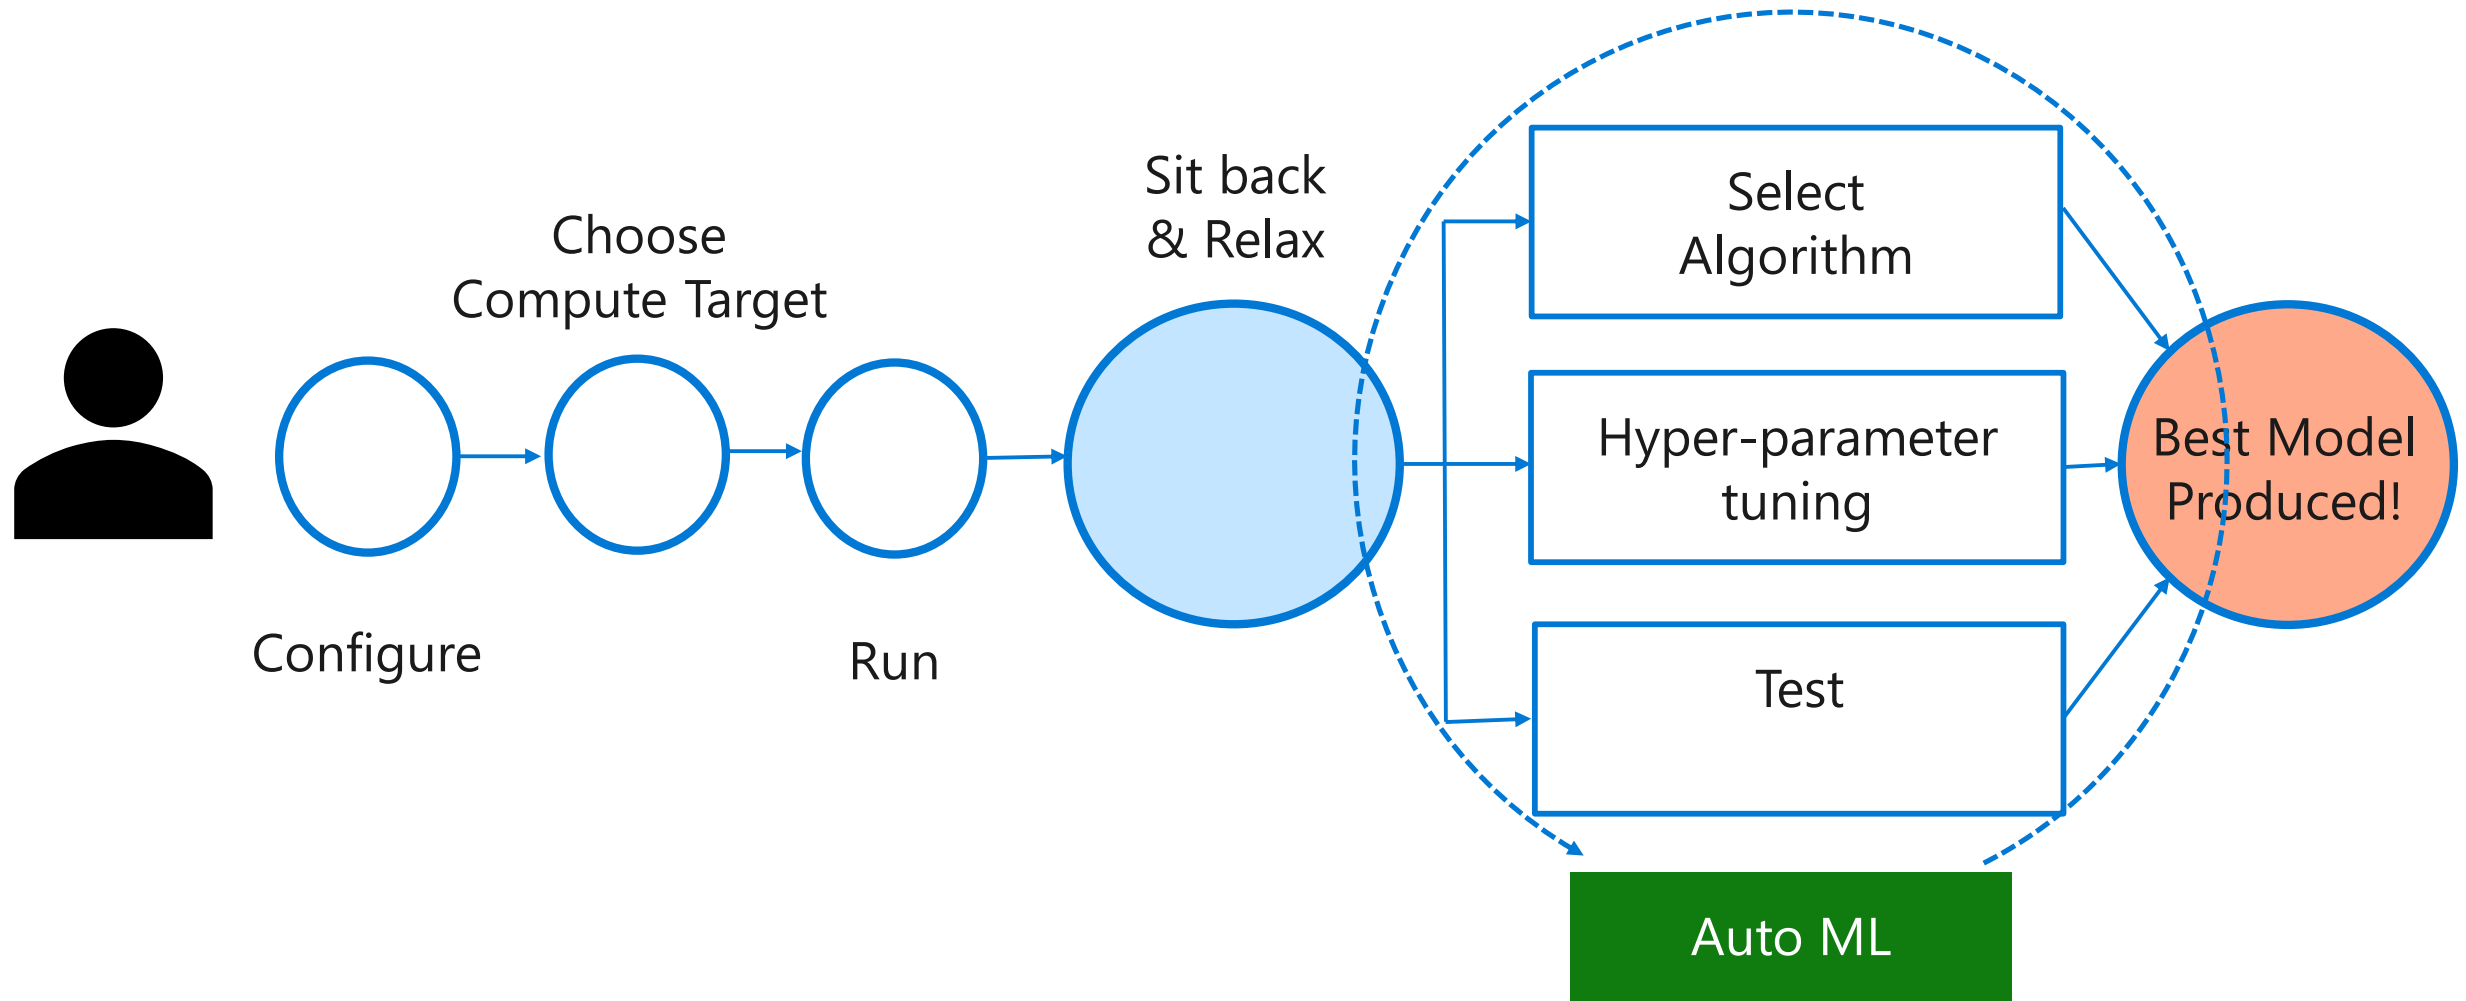 Configure
Choose
Compute Target
Run
Sit back
& Relax
Select
Algorithm
Hyper-parameter
tuning
Test
Best Model
Produced!
Auto ML